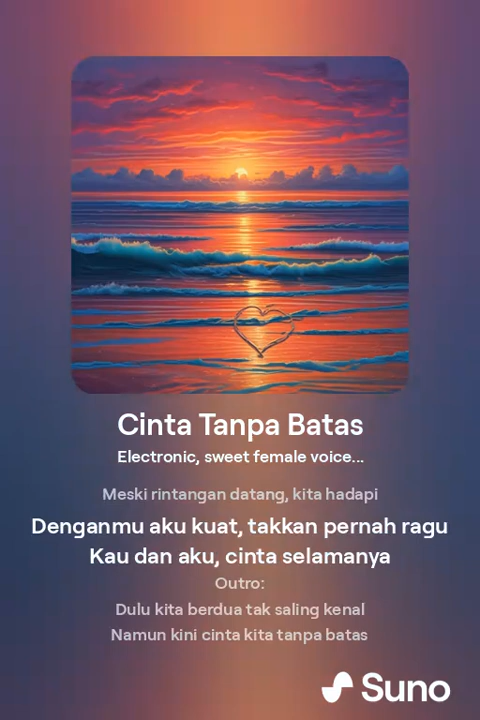 Cinta Tanpa Batas
Electronic, sweet female voice...
Meski rintangan datang, kita hadapi
Denganmu aku kuat, takkan pernah ragu
Kau dan aku, cinta selamanya
Outro:
Dulu kita berdua tak saling kenal
Namun kini cinta kita tanpa batas
Suno